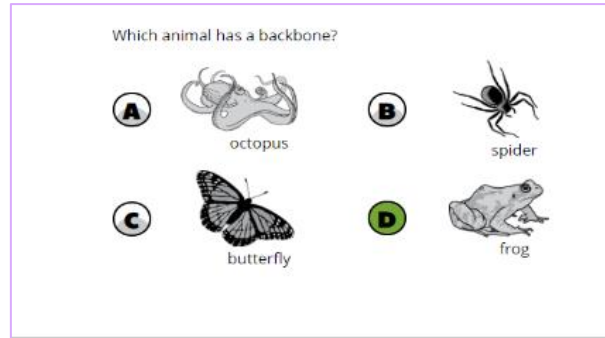 Which animal has a backbone?
A
octopus
B
spider
C
butterfly
D
frog